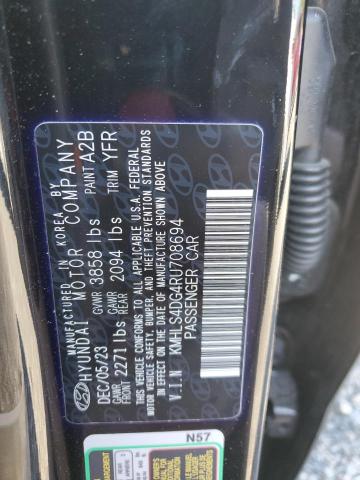 MANUFACTURED IN KOREA BY
HYUNDAI MOTOR COMPANY
DEC/05/23 GVWR 3858 lbs PAINT A2B
GAWR FRONT 2271 lbs GAWR REAR 2094 lbs TRIM YFR
THIS VEHICLE CONFORMS TO ALL APPLICABLE U.S.A. FEDERAL
MOTOR VEHICLE SAFETY, BUMPER, AND THEFT PREVENTION STANDARDS
IN EFFECT ON THE DATE OF MANUFACTURE SHOWN ABOVE
V.I.N KMHLS4DG4RU708694
PASSENGER CAR
N57